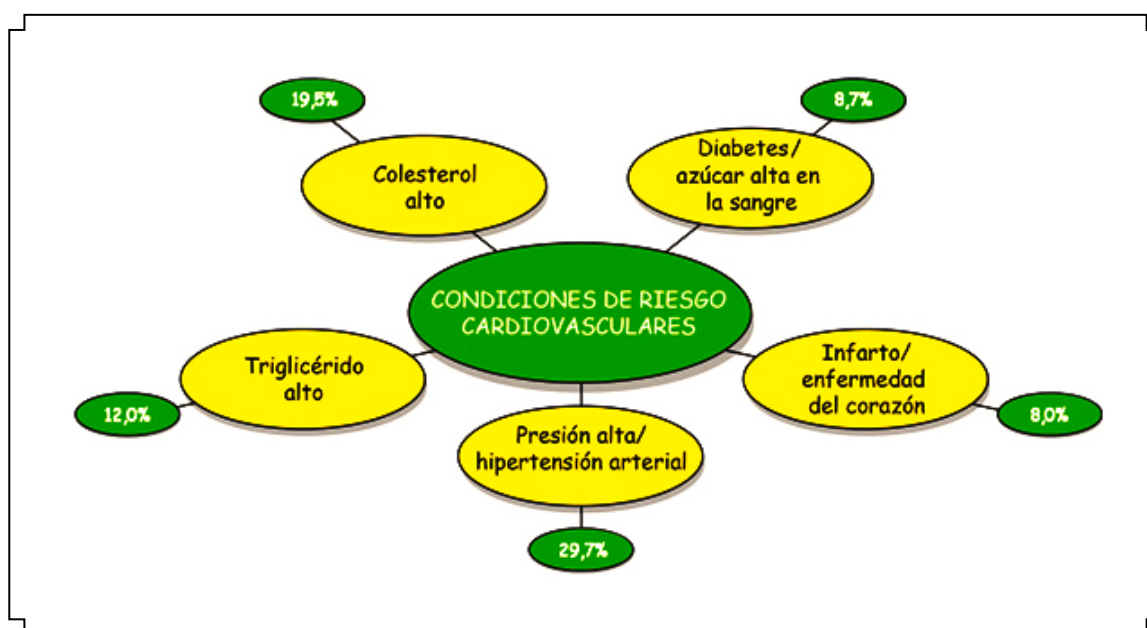 19,5%
8,7%
Colesterol
alto
Diabetes/
azúcar alta en
la sangre
CONDICIONES DE RIESGO
CARDIOVASCULARES
Triglicérido
alto
Infarto/
enfermedad
del corazón
12,0%
8,0%
Presión alta/
hipertensión arterial
29,7%